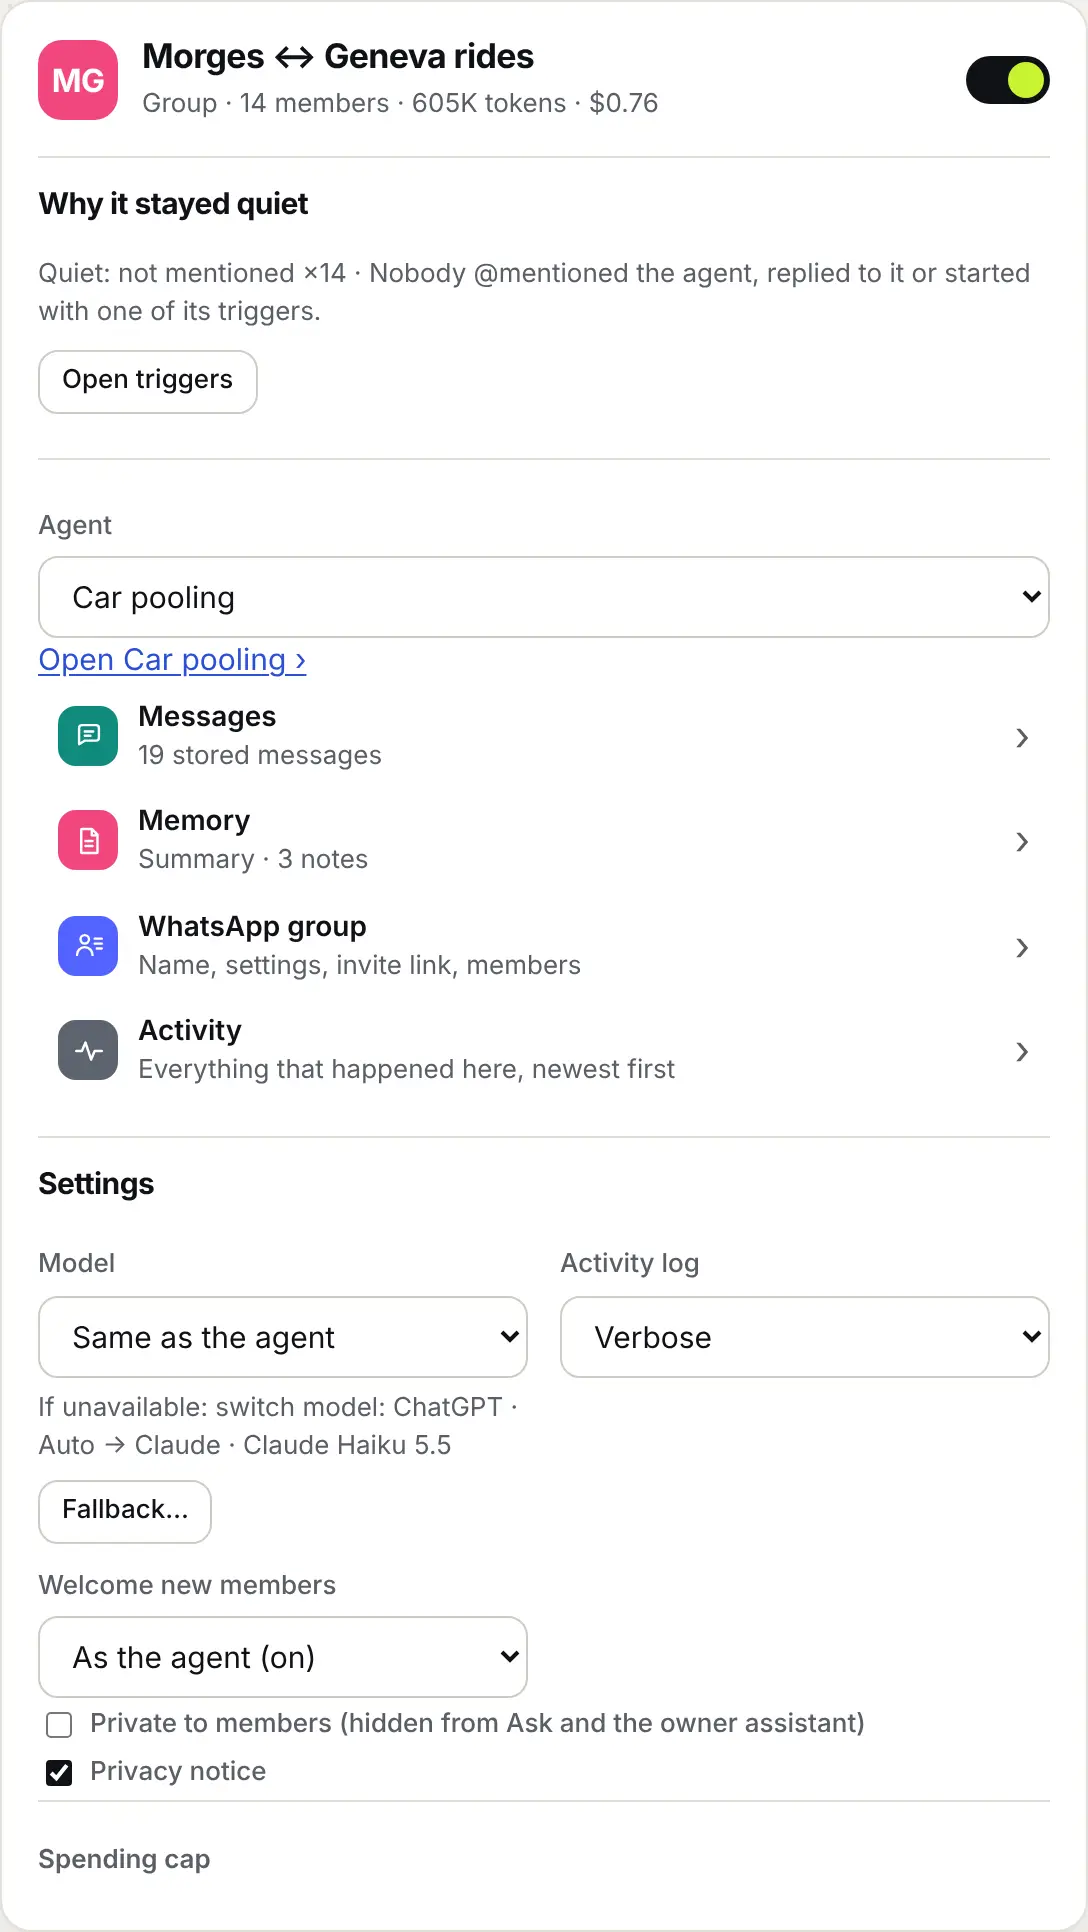 MG
Morges ↔ Geneva rides
Group · 14 members · 605K tokens · $0.76
Why it stayed quiet
Quiet: not mentioned ×14 · Nobody @mentioned the agent, replied to it or started
with one of its triggers.
Open triggers
Agent
Car pooling
Open Car pooling ›
Messages
19 stored messages
Memory
Summary · 3 notes
WhatsApp group
Name, settings, invite link, members
Activity
Everything that happened here, newest first
Settings
Model
Activity log
Same as the agent
Verbose
If unavailable: switch model: ChatGPT ·
Auto → Claude · Claude Haiku 5.5
Fallback...
Welcome new members
As the agent (on)
Private to members (hidden from Ask and the owner assistant)
Privacy notice
Spending cap